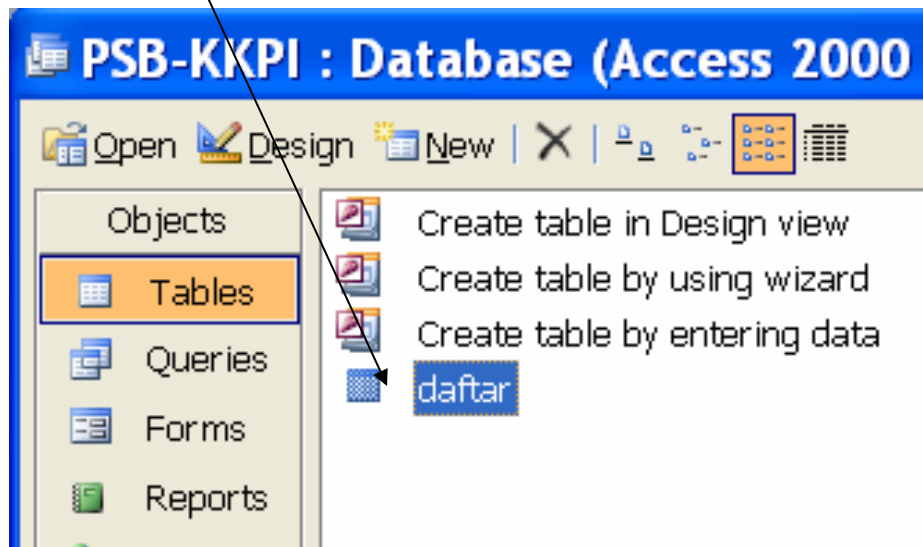 PSB-KKPI : Database (Access 2000
Open Design New
Objects
Create table in Design view
Tables
Create table by using wizard
Create table by entering data
Queries
daftar
Forms
Reports